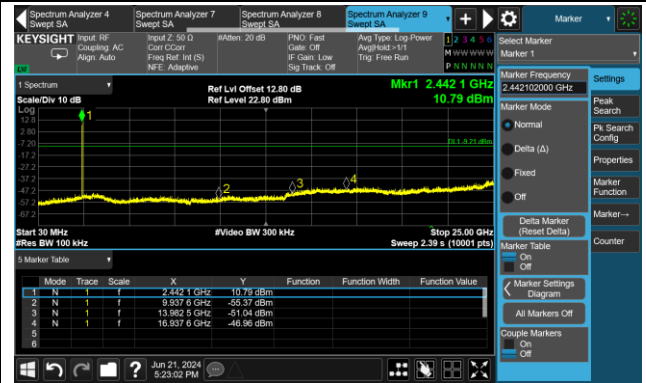 Spectrum Analyzer 4
Swept SA
Spectrum Analyzer 7
Swept SA
Spectrum Analyzer 8
Swept SA
Spectrum Analyzer 9
Swept SA
Marker
KEYSIGHT
Input: RF
Coupling: AC
Align: Auto
Input Z: 50 Ω
Corr CCorr
Freq Ref: Int (S)
NFE: Adaptive
#Atten: 20 dB
PNO: Fast
Gate: Off
IF Gain: Low
Sig Track: Off
Avg Type: Log-Power
Avg|Hold:>1/1
Trig: Free Run
1 2 3 4 5 6
M W W W W W
P N N N N N
Select Marker
Marker 1
1 Spectrum
Scale/Div 10 dB
Ref Lvl Offset 12.80 dB
Ref Level 22.80 dBm
Mkr1 2.442 1 GHz
10.79 dBm
Log
12.8
2.80
-7.20
-17.2
-27.2
-37.2
-47.2
-57.2
-67.2
1
2
3
4
DL1 -9.21 dBm
Start 30 MHz
#Res BW 100 kHz
#Video BW 300 kHz
Stop 25.00 GHz
Sweep 2.39 s (10001 pts)
5 Marker Table
Mode Trace Scale X Y Function Function Width Function Value
1 N 1 f 2.442 1 GHz 10.79 dBm
2 N 1 f 9.937 6 GHz -55.37 dBm
3 N 1 f 13.982 5 GHz -51.04 dBm
4 N 1 f 16.937 6 GHz -46.96 dBm
5
6
Marker Frequency
2.442102000 GHz
Marker Mode
Normal
Delta (Δ)
Fixed
Off
Delta Marker
(Reset Delta)
Marker Table
On
Off
Marker Settings
Diagram
All Markers Off
Couple Markers
On
Off
Settings
Peak
Search
Pk Search
Config
Properties
Marker
Function
Marker→
Counter
Jun 21, 2024
5:23:02 PM